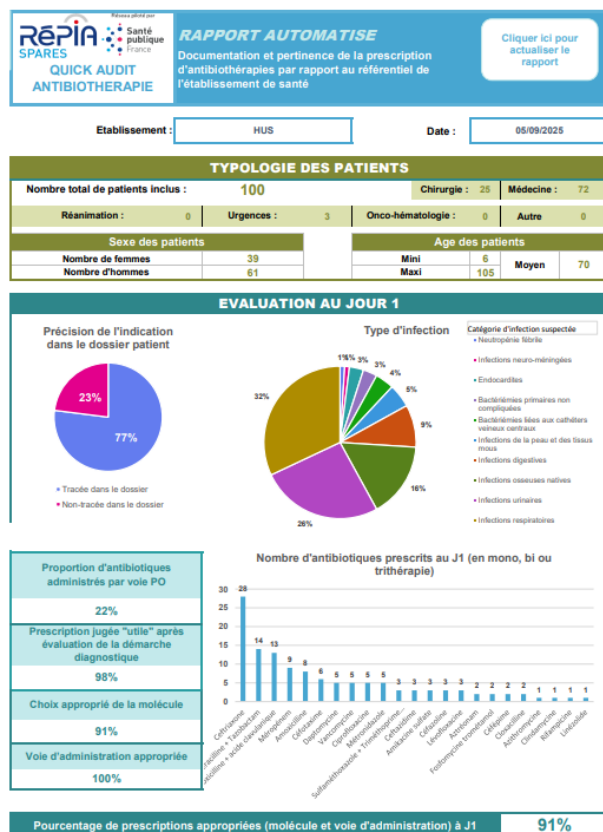 Réseau piloté par
RéPIA
SPARES
Santé
publique
France
QUICK AUDIT
ANTIBIOTHERAPIE
RAPPORT AUTOMATISE
Documentation et pertinence de la prescription
d'antibiothérapies par rapport au référentiel de
l'établissement de santé
Cliquer ici pour
actualiser le
rapport
Etablissement : HUS Date : 05/09/2025
TYPOLOGIE DES PATIENTS
Nombre total de patients inclus : 100 Chirurgie : 25 Médecine : 72
Réanimation : 0 Urgences : 3 Onco-hématologie : 0 Autre 0
Sexe des patients Age des patients
Nombre de femmes 39 Mini 6 Moyen 70
Nombre d'hommes 61 Maxi 105
EVALUATION AU JOUR 1
Précision de l'indication
dans le dossier patient
23%
77%
Tracée dans le dossier
Non-tracée dans le dossier
Type d'infection
1% 1% 3% 3% 4% 5% 9% 16% 26% 32%
Catégorie d'infection suspectée
Neutropénie fébrile
Infections neuro-méningées
Endocardites
Bactériémies primaires non
compliquées
Bactériémies liées aux cathéters
veineux centraux
Infections de la peau et des tissus
mous
Infections digestives
Infections osseuses natives
Infections urinaires
Infections respiratoires
Proportion d'antibiotiques
administrés par voie PO
22%
Prescription jugée "utile" après
évaluation de la démarche
diagnostique
98%
Choix approprié de la molécule
91%
Voie d'administration appropriée
100%
Nombre d'antibiotiques prescrits au J1 (en mono, bi ou
trithérapie)
30
25
20
15
10
5
0
28 14 13 9 8 6 5 5 5 5 3 3 3 3 3 2 2 2 2 1 1 1 1
Ceftriaxone
Tazobactam
acide clavulanique
Méropénem
Amoxicilline
Céfotaxime
Daptomycine
Vancomycine
Ciprofloxacine
Métronidazole
Sulfaméthoxazole + Triméthoprime...
Ceftazidime
Amikacine sulfate
Céfazoline
Lévofloxacine
Aztréonam
Fosfomycine trométamol
Céfépime
Cloxacilline
Azithromycine
Clindamycine
Rifampicine
Linézolide
Pourcentage de prescriptions appropriées (molécule et voie d'administration) à J1 91%